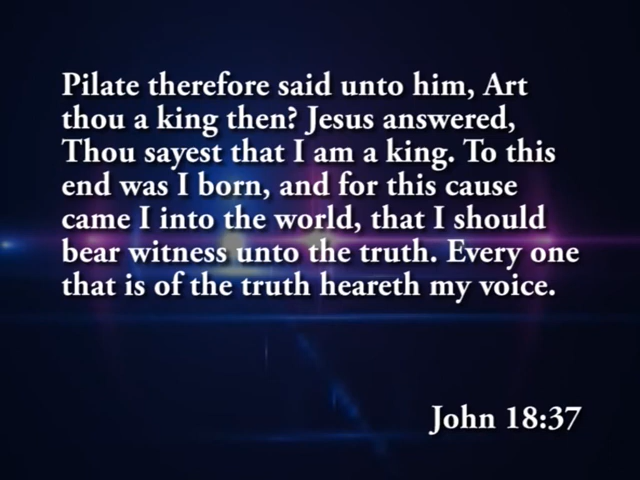 Pilate therefore said unto him, Art
thou a king then? Jesus answered,
Thou sayest that I am a king. To this
end was I born, and for this cause
came I into the world, that I should
bear witness unto the truth. Every one
that is of the truth heareth my voice.
John 18:37